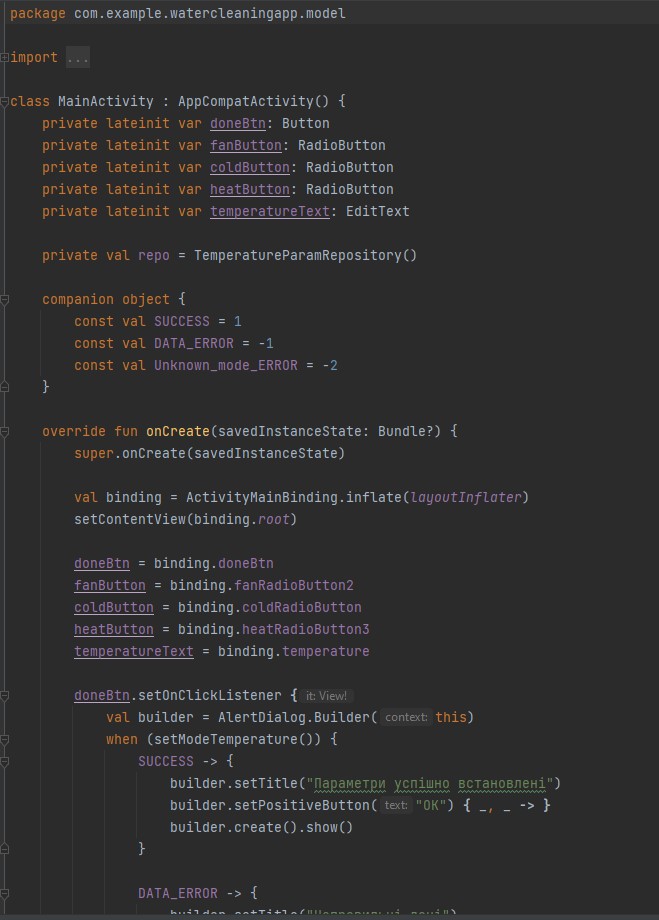 package com.example.watercleaningapp.model
import ...
class MainActivity : AppCompatActivity() {
private lateinit var doneBtn: Button
private lateinit var fanButton: RadioButton
private lateinit var coldButton: RadioButton
private lateinit var heatButton: RadioButton
private lateinit var temperatureText: EditText
private val repo = TemperatureParamRepository()
companion object {
const val SUCCESS = 1
const val DATA_ERROR = -1
const val Unknown_mode_ERROR = -2
}
override fun onCreate(savedInstanceState: Bundle?) {
super.onCreate(savedInstanceState)
val binding = ActivityMainBinding.inflate(layoutInflater)
setContentView(binding.root)
doneBtn = binding.doneBtn
fanButton = binding.fanRadioButton2
coldButton = binding.coldRadioButton
heatButton = binding.heatRadioButton3
temperatureText = binding.temperature
doneBtn.setOnClickListener { it: View!
val builder = AlertDialog.Builder( context: this)
when (setModeTemperature()) {
SUCCESS -> {
builder.setTitle("Параметри успішно встановлені")
builder.setPositiveButton( text: "OK") { _, _ -> }
builder.create().show()
}
DATA_ERROR -> {